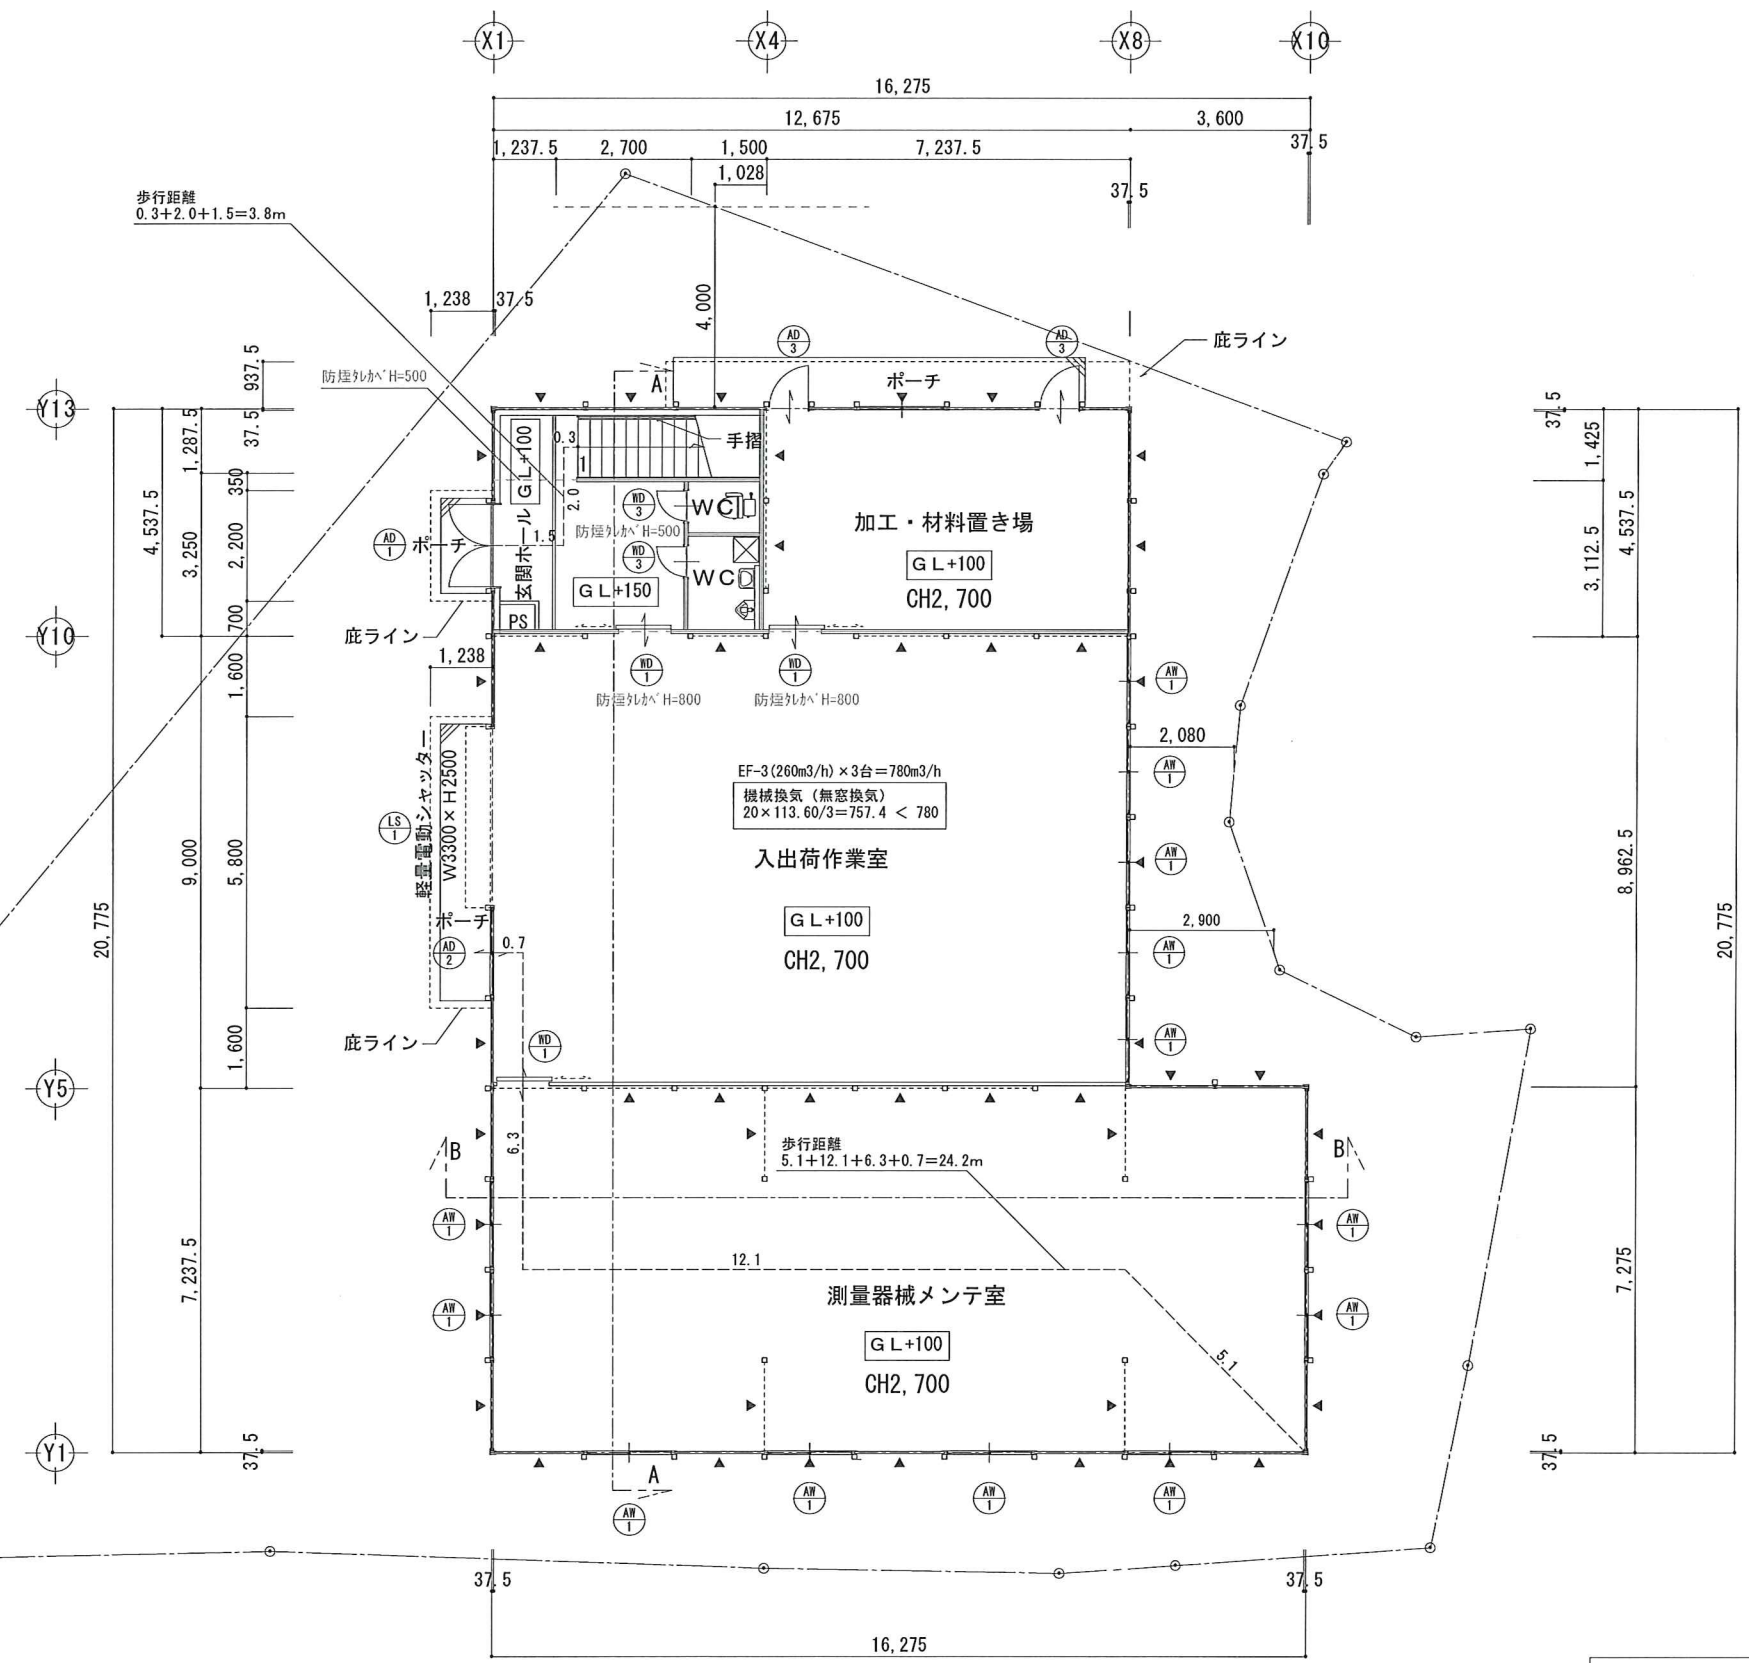 X1
X4
X8
X10
16,275
12,675
3,600
37.5
1,237.5
2,700
1,500
7,237.5
1,028
37.5
歩行距離
0.3+2.0+1.5=3.8m
1,238
37.5
4,000
AD
3
AD
3
庇ライン
防煙ﾀﾚｶﾍﾞH=500
937.5
A
ポーチ
Y13
37.5
1,287.5
37.5
1,425
GL+100
0.3
手摺
1
350
4,537.5
4,537.5
WD
3
WC
2.0
加工・材料置き場
防煙ﾀﾚｶﾍﾞH=500
AD
1
ポーチ
1.5
玄関ホール
3,250
2,200
WD
3
WC
GL+100
3,112.5
GL+150
CH2,700
PS
700
Y10
庇ライン
1,238
WD
1
WD
1
AW
1
1,600
防煙ﾀﾚｶﾍﾞH=800
防煙ﾀﾚｶﾍﾞH=800
2,080
EF-3(260m3/h)×3台=780m3/h
機械換気（無窓換気）
20×113.60/3=757.4 < 780
AW
1
軽量電動シャッター
W3300×H2500
LS
1
入出荷作業室
AW
1
9,000
5,800
8,962.5
ポーチ
GL+100
2,900
20,775
20,775
AD
2
0.7
CH2,700
AW
1
庇ライン
WD
1
AW
1
1,600
Y5
B
6.3
歩行距離
5.1+12.1+6.3+0.7=24.2m
B
AW
1
AW
1
12.1
7,237.5
7,275
測量器械メンテ室
AW
1
AW
1
GL+100
5.1
CH2,700
Y1
37.5
37.5
A
AW
1
AW
1
AW
1
AW
1
37.5
37.5
16,275